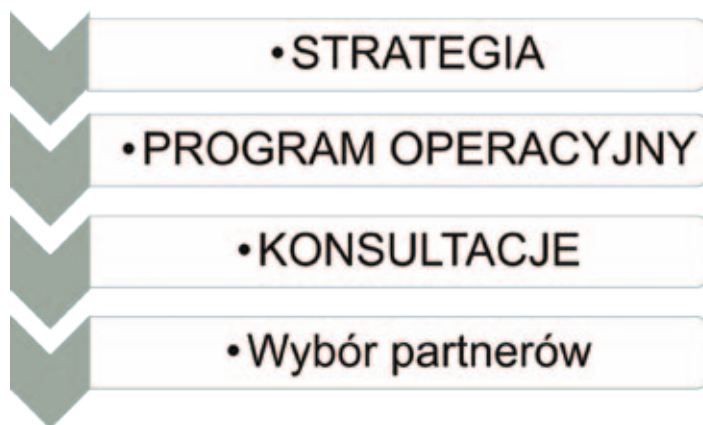 •STRATEGIA
•PROGRAM OPERACYJNY
•KONSULTACJE
•Wybór partnerów